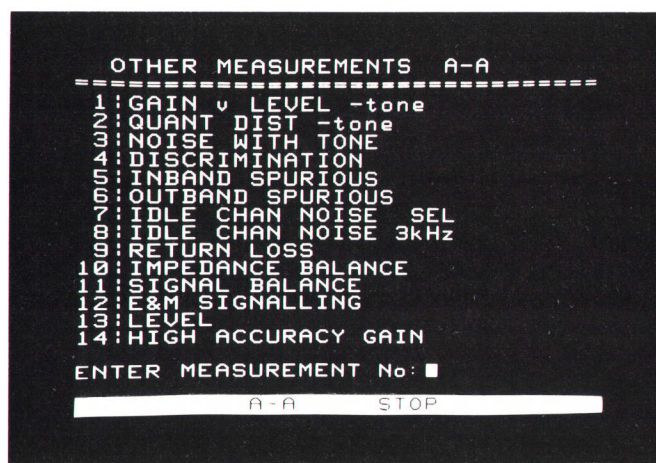 OTHER MEASUREMENTS A-A
==================================
1:GAIN v LEVEL -tone
2:QUANT DIST -tone
3:NOISE WITH TONE
4:DISCRIMINATION
5:INBAND SPURIOUS
6:OUTBAND SPURIOUS
7:IDLE CHAN NOISE SEL
8:IDLE CHAN NOISE 3kHz
9:RETURN LOSS
10:IMPEDANCE BALANCE
11:SIGNAL BALANCE
12:E&M SIGNALLING
13:LEVEL
14:HIGH ACCURACY GAIN
ENTER MEASUREMENT No:
A-A STOP